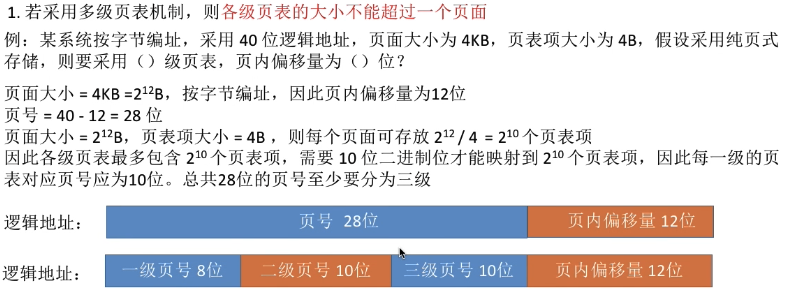 1. 若采用多级页表机制，则各级页表的大小不能超过一个页面
例：某系统按字节编址，采用 40 位逻辑地址，页面大小为 4KB，页表项大小为 4B，假设采用纯页式
存储，则要采用（）级页表，页内偏移量为（）位？
页面大小 = 4KB =2¹²B，按字节编址，因此页内偏移量为12位
页号 = 40 - 12 = 28 位
页面大小 = 2¹²B，页表项大小 = 4B ，则每个页面可存放 2¹² / 4 = 2¹⁰ 个页表项
因此各级页表最多包含 2¹⁰ 个页表项，需要 10 位二进制位才能映射到 2¹⁰ 个页表项，因此每一级的页
表对应页号应为10位。总共28位的页号至少要分为三级
逻辑地址： 页号 28位 页内偏移量 12位
逻辑地址： 一级页号 8位 二级页号 10位 三级页号 10位 页内偏移量 12位